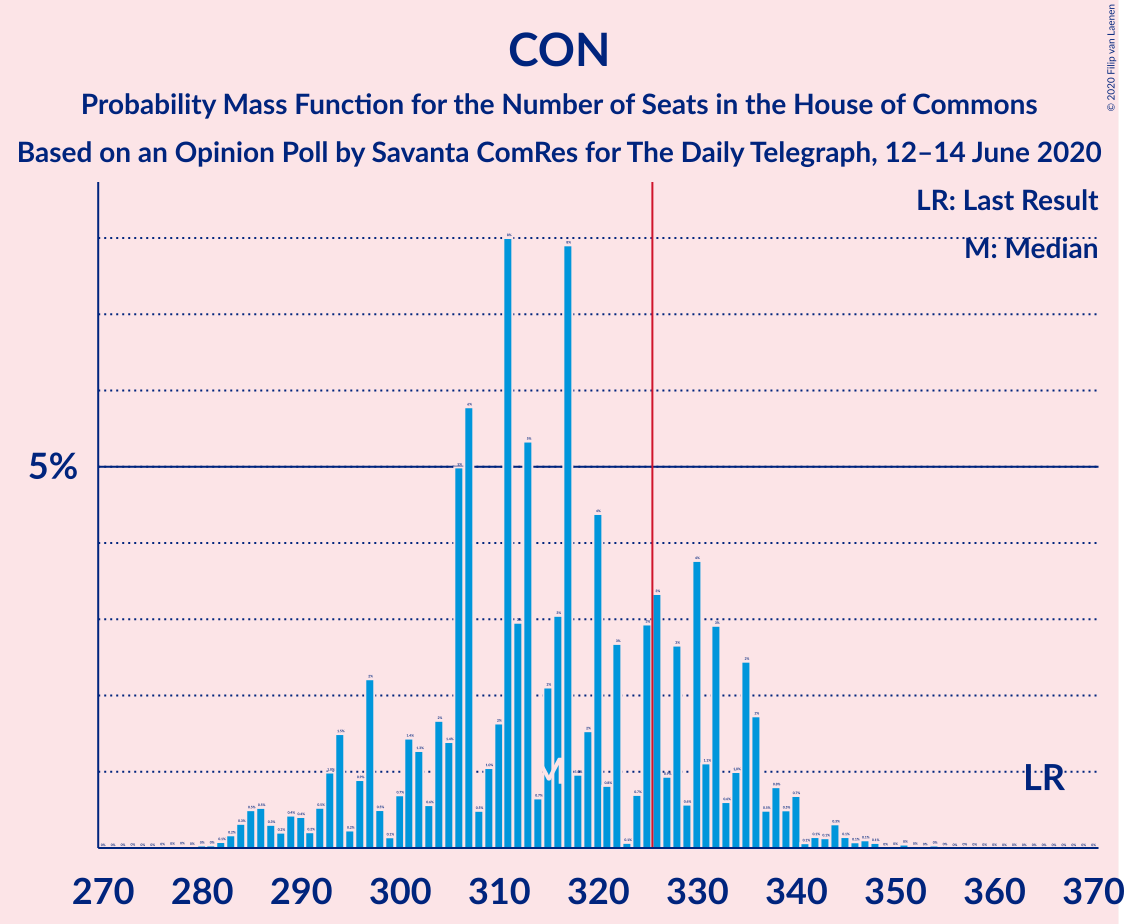 CON
Probability Mass Function for the Number of Seats in the House of Commons
Based on an Opinion Poll by Savanta ComRes for The Daily Telegraph, 12–14 June 2020
© 2020 Filip van Laenen
LR: Last Result
M: Median
5%
M
LR
270 280 290 300 310 320 330 340 350 360 370